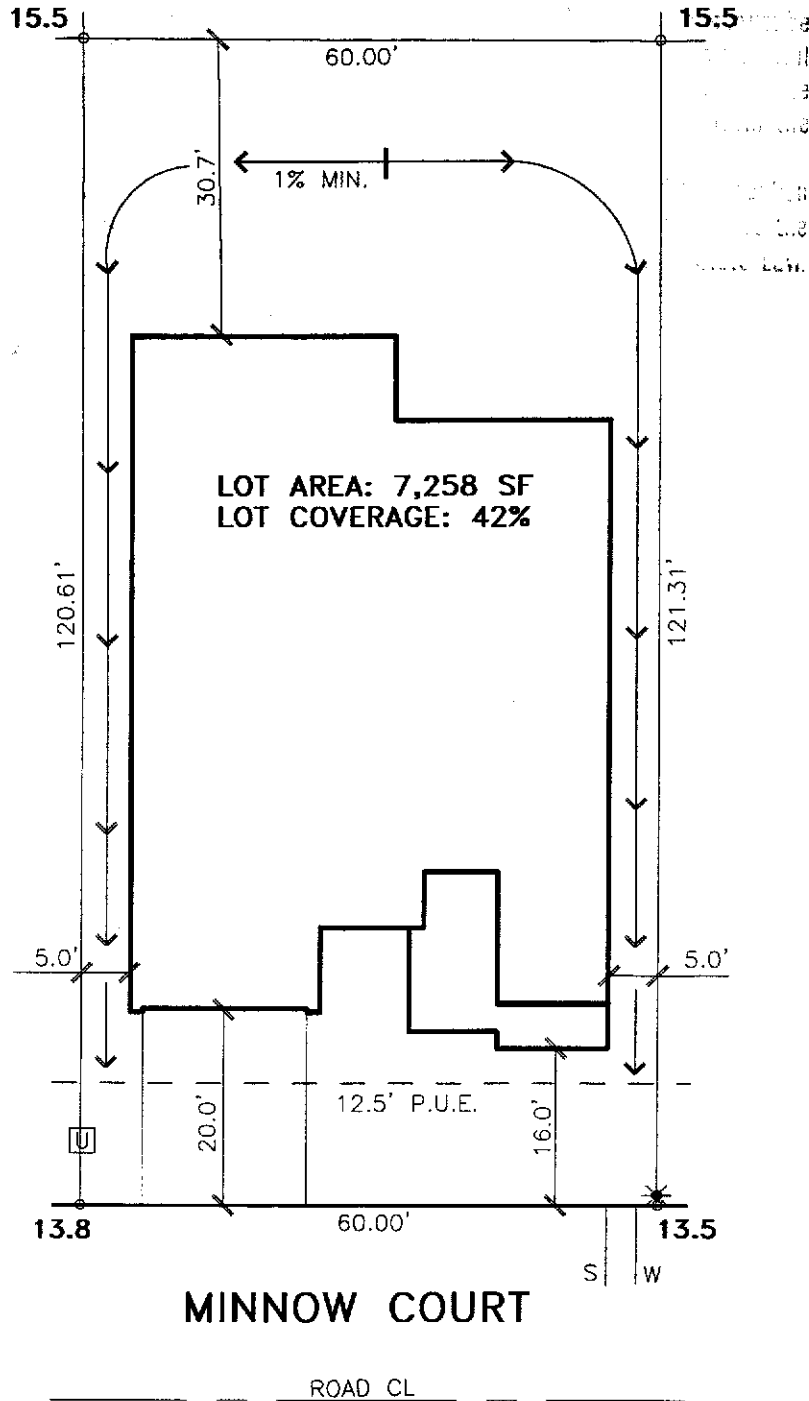 15.5
15.5
60.00'
30.7'
1% MIN.
the
the
LOT AREA: 7,258 SF
LOT COVERAGE: 42%
120.61'
121.31'
5.0'
5.0'
12.5' P.U.E.
20.0'
16.0'
U
13.8
60.00'
13.5
S
W
MINNOW COURT
ROAD CL